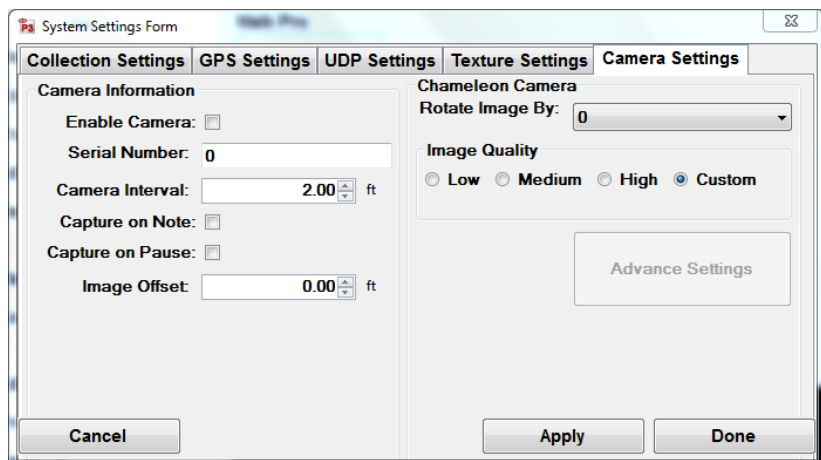 P3 System Settings Form
Collection Settings GPS Settings UDP Settings Texture Settings Camera Settings
Camera Information
Enable Camera:
Serial Number: 0
Camera Interval: 2.00 ft
Capture on Note:
Capture on Pause:
Image Offset: 0.00 ft
Chameleon Camera
Rotate Image By: 0
Image Quality
Low Medium High Custom
Advance Settings
Cancel Apply Done